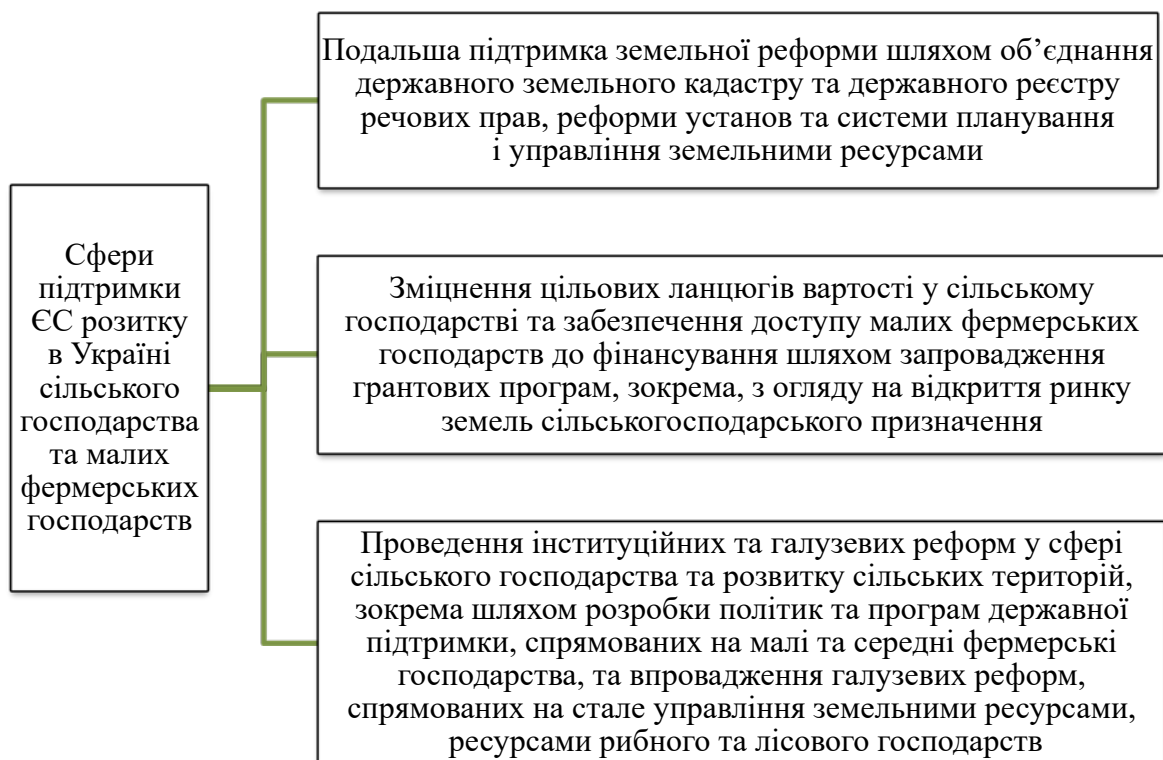 Сфери
підтримки
ЄС розитку
в Україні
сільського
господарства
та малих
фермерських
господарств
Подальша підтримка земельної реформи шляхом об’єднання
державного земельного кадастру та державного реєстру
речових прав, реформи установ та системи планування
і управління земельними ресурсами
Зміцнення цільових ланцюгів вартості у сільському
господарстві та забезпечення доступу малих фермерських
господарств до фінансування шляхом запровадження
грантових програм, зокрема, з огляду на відкриття ринку
земель сільськогосподарського призначення
Проведення інституційних та галузевих реформ у сфері
сільського господарства та розвитку сільських територій,
зокрема шляхом розробки політик та програм державної
підтримки, спрямованих на малі та середні фермерські
господарства, та впровадження галузевих реформ,
спрямованих на стале управління земельними ресурсами,
ресурсами рибного та лісового господарств